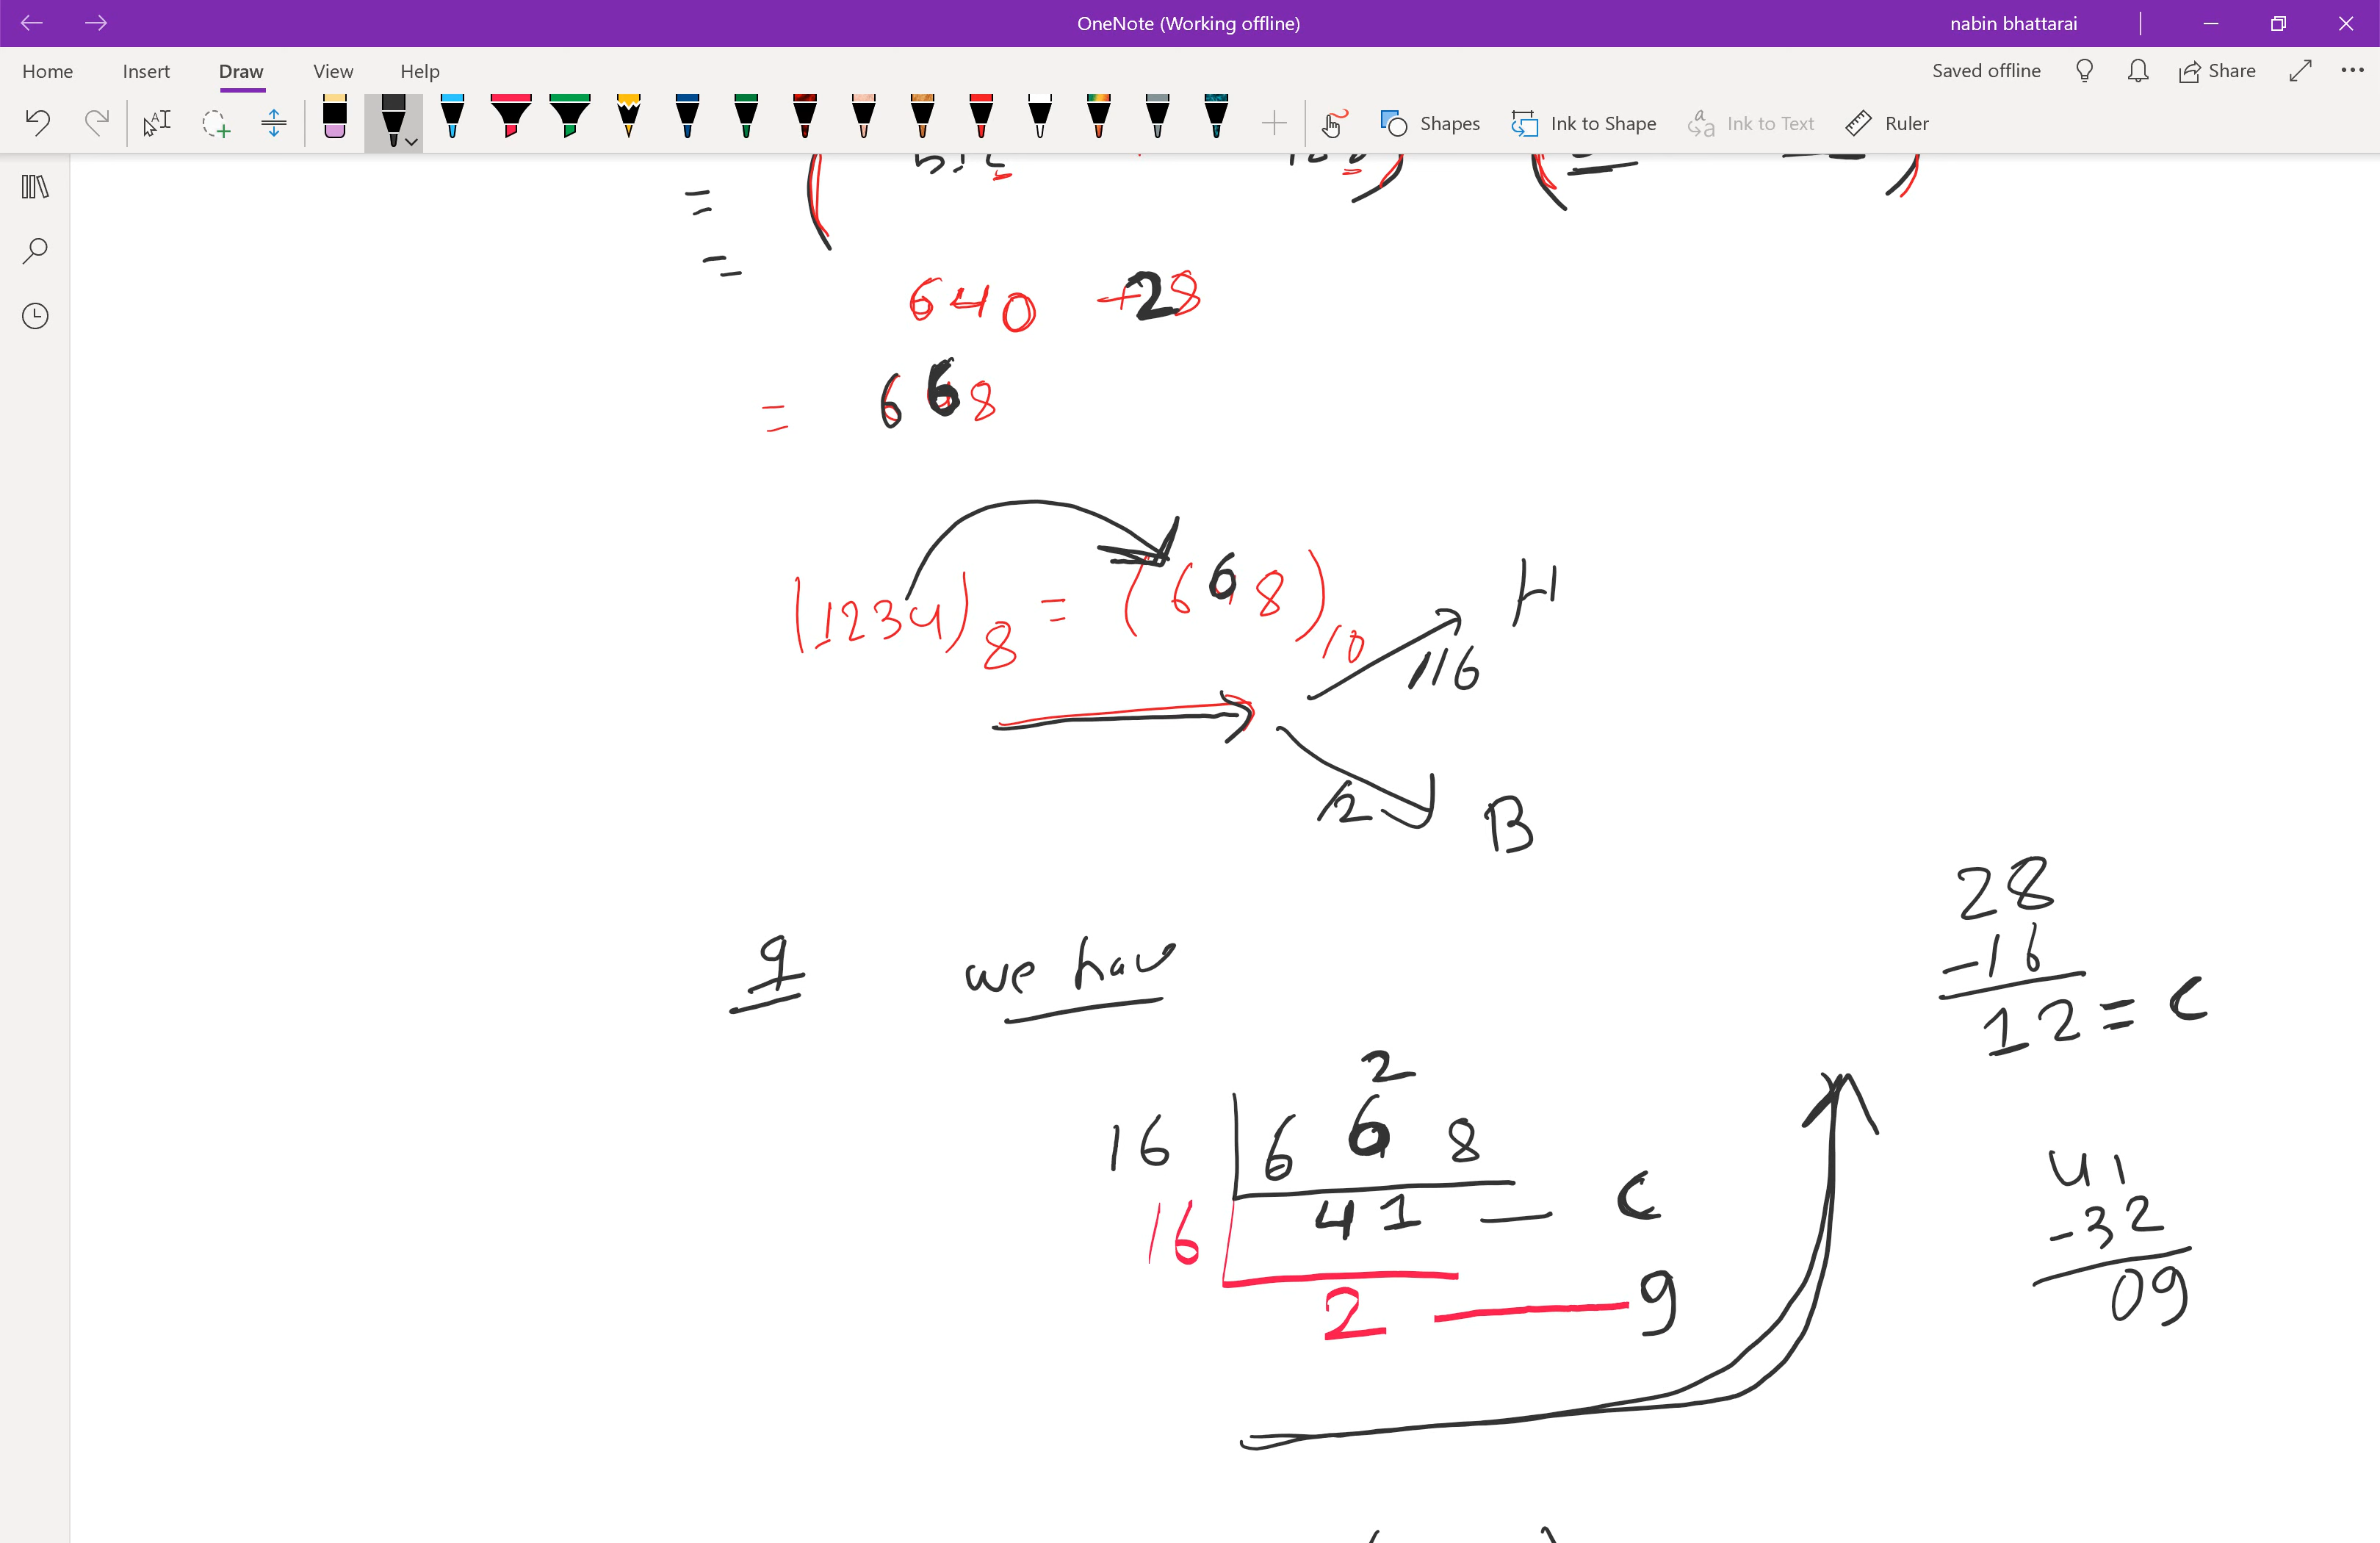 OneNote (Working offline)
nabin bhattarai
Home Insert Draw View Help
Saved offline Share
Shapes Ink to Shape Ink to Text Ruler
=
=
640 + 28
= 668
(1234)8 = (668)10
H
/16
/2
B
28
-16
12 = C
q we hav
2
16 668
16 41 — C
2 — 9
41
-32
09